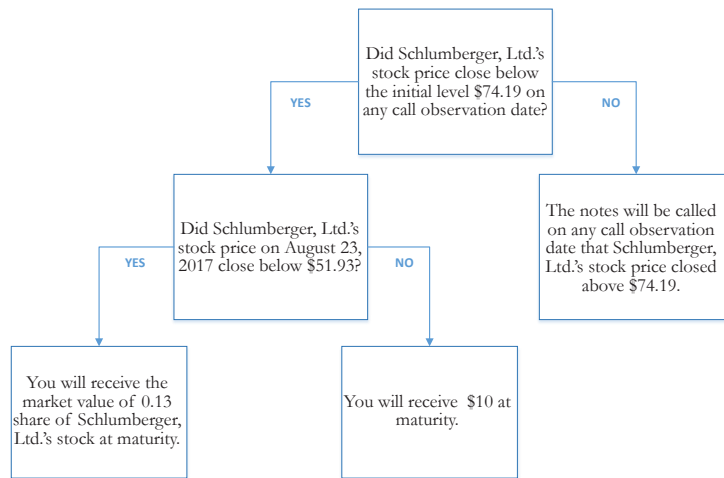 Did Schlumberger, Ltd.'s
stock price close below
the initial level $74.19 on
any call observation date?
YES
NO
Did Schlumberger, Ltd.'s
stock price on August 23,
2017 close below $51.93?
The notes will be called
on any call observation
date that Schlumberger,
Ltd.'s stock price closed
above $74.19.
YES
NO
You will receive the
market value of 0.13
share of Schlumberger,
Ltd.'s stock at maturity.
You will receive $10 at
maturity.